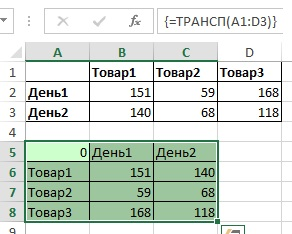 {=ТРАНСП(A1:D3)}
A B C D
1 Товар1 Товар2 Товар3
2 День1 151 59 168
3 День2 140 68 118
4
5 0 День1 День2
6 Товар1 151 140
7 Товар2 59 68
8 Товар3 168 118